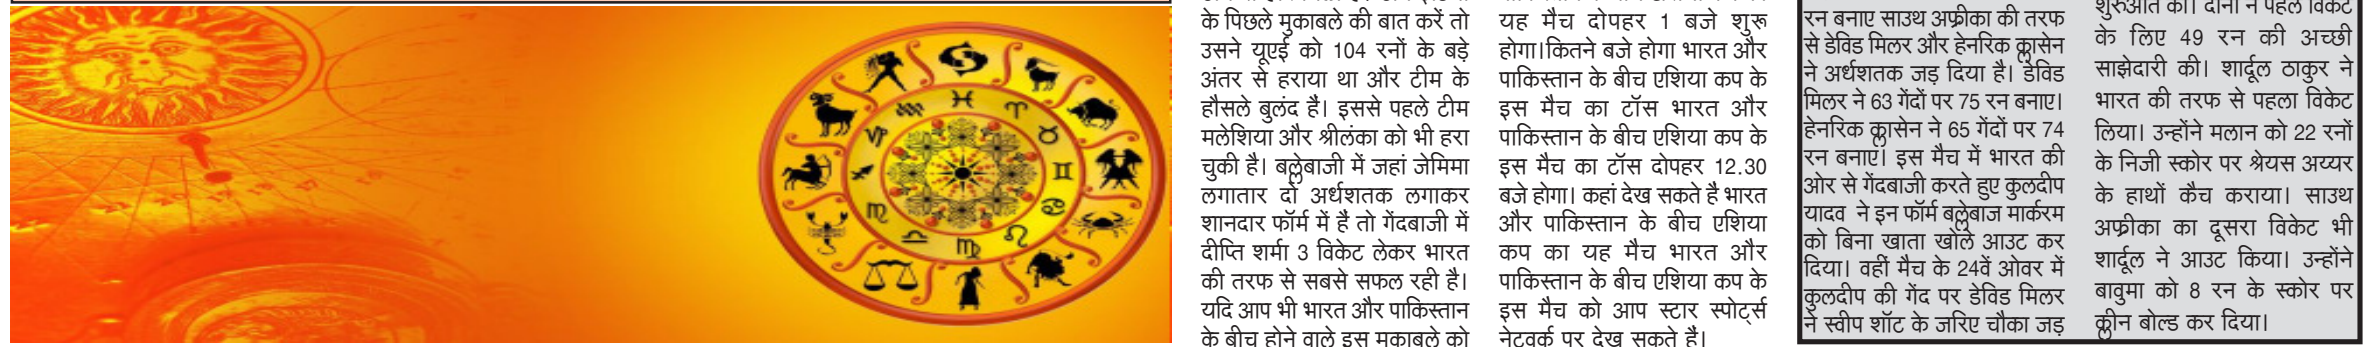 के पिछले मुकाबले की बात करें तो
उसने यूएई को 104 रनों के बड़े
अंतर से हराया था और टीम के
हौसले बुलंद हैं। इससे पहले टीम
मलेशिया और श्रीलंका को भी हरा
चुकी है। बल्लेबाजी में जहां जेमिमा
लगातार दो अर्धशतक लगाकर
शानदार फॉर्म में हैं तो गेंदबाजी में
दीप्ति शर्मा 3 विकेट लेकर भारत
की तरफ से सबसे सफल रही है।
यदि आप भी भारत और पाकिस्तान
के बीच होने वाले इस मुकाबले को
यह मैच दोपहर 1 बजे शुरू
होगा।कितने बजे होगा भारत और
पाकिस्तान के बीच एशिया कप के
इस मैच का टॉस भारत और
पाकिस्तान के बीच एशिया कप के
इस मैच का टॉस दोपहर 12.30
बजे होगा। कहां देख सकते है भारत
और पाकिस्तान के बीच एशिया
कप का यह मैच भारत और
पाकिस्तान के बीच एशिया कप के
इस मैच को आप स्टार स्पोर्ट्स
नेटवर्क पर देख सकते हैं।
रन बनाए साउथ अफ्रीका की तरफ
से डेविड मिलर और हेनरिक क्लासेन
ने अर्धशतक जड़ दिया है। डेविड
मिलर ने 63 गेंदों पर 75 रन बनाए।
हेनरिक क्लासेन ने 65 गेंदों पर 74
रन बनाए। इस मैच में भारत की
ओर से गेंदबाजी करते हुए कुलदीप
यादव ने इन फॉर्म बल्लेबाज मार्करम
को बिना खाता खोले आउट कर
दिया। वहीं मैच के 24वें ओवर में
कुलदीप की गेंद पर डेविड मिलर
ने स्वीप शॉट के जरिए चौका जड़
शुरुआत की। दोनों ने पहले विकेट
के लिए 49 रन की अच्छी
साझेदारी की। शार्दूल ठाकुर ने
भारत की तरफ से पहला विकेट
लिया। उन्होंने मलान को 22 रनों
के निजी स्कोर पर श्रेयस अय्यर
के हाथों कैच कराया। साउथ
अफ्रीका का दूसरा विकेट भी
शार्दूल ने आउट किया। उन्होंने
बावुमा को 8 रन के स्कोर पर
क्लीन बोल्ड कर दिया।